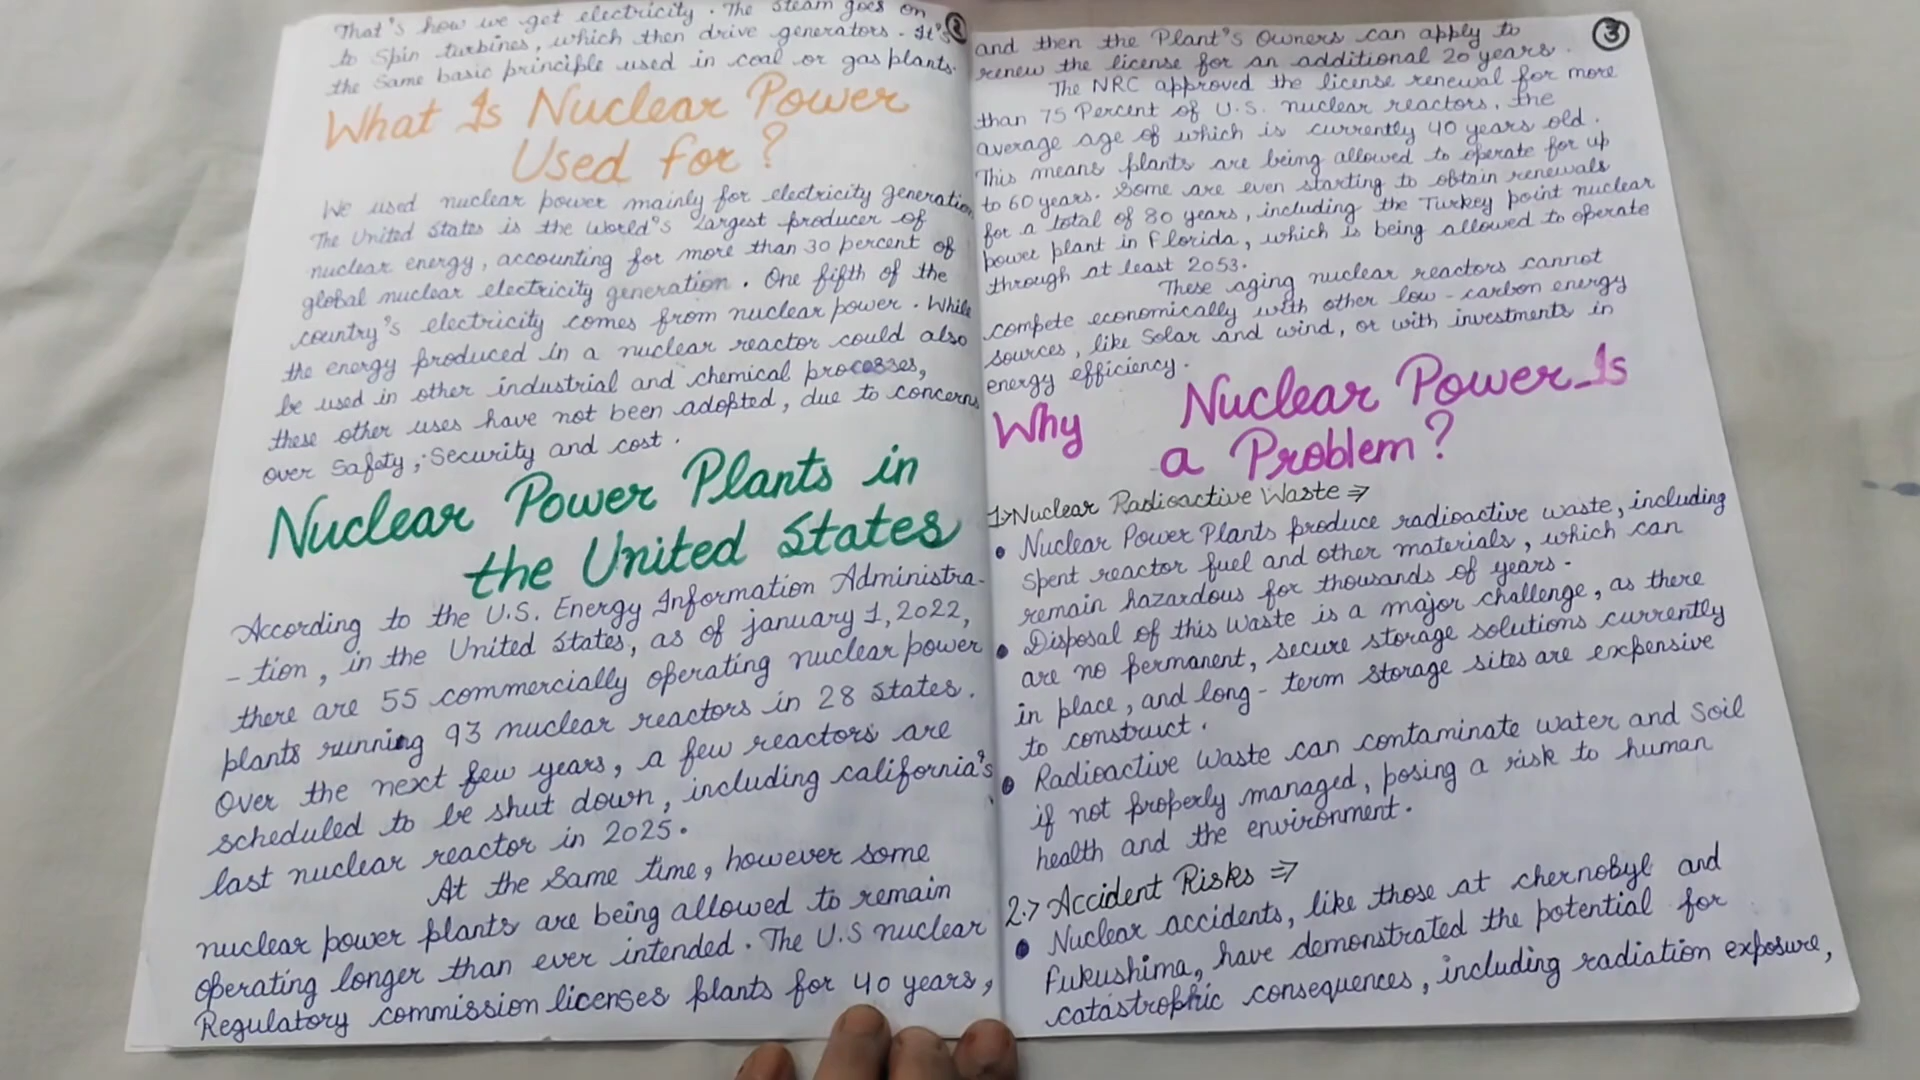 That's how we get electricity. The steam goes on
to Spin turbines, which then drive generators. It's
the Same basic principle used in coal or gas plants.
2
What Is Nuclear Power
Used for?
We used nuclear power mainly for electricity generation
The United States is the World's largest producer of
nuclear energy, accounting for more than 30 percent of
global nuclear electricity generation. One fifth of the
country's electricity comes from nuclear power. While
the energy produced in a nuclear reactor could also
be used in other industrial and chemical processes,
these other uses have not been adopted, due to concerns
over Safety, Security and cost.
Nuclear Power Plants in
the United States
According to the U.S. Energy Information Administra-
-tion, in the United States, as of january 1, 2022,
there are 55 commercially operating nuclear power
plants running 93 nuclear reactors in 28 States.
Over the next few years, a few reactors are
scheduled to be shut down, including california's
last nuclear reactor in 2025.
At the Same time, however some
nuclear power plants are being allowed to remain
operating longer than ever intended. The U.S nuclear
Regulatory commission licenses plants for 40 years,
3
and then the Plant's Owners can apply to
renew the license for an additional 20 years.
The NRC approved the license renewal for more
than 75 Percent of U.S. nuclear reactors, the
average age of which is currently 40 years old.
This means plants are being allowed to operate for up
to 60 years. Some are even starting to obtain renewals
for a total of 80 years, including the Turkey point nuclear
power plant in Florida, which is being allowed to operate
through at least 2053.
These aging nuclear reactors cannot
compete economically with other low-carbon energy
sources, like Solar and wind, or with investments in
energy efficiency.
Why Nuclear Power Is
a Problem?
1> Nuclear Radioactive Waste ⇒
• Nuclear Power Plants produce radioactive waste, including
spent reactor fuel and other materials, which can
remain hazardous for thousands of years.
• Disposal of this Waste is a major challenge, as there
are no permanent, secure storage solutions currently
in place, and long-term storage sites are expensive
to construct.
• Radioactive Waste can contaminate water and Soil
if not properly managed, posing a risk to human
health and the environment.
2.> Accident Risks ⇒
• Nuclear accidents, like those at chernobyl and
fukushima, have demonstrated the potential for
catastrophic consequences, including radiation exposure,